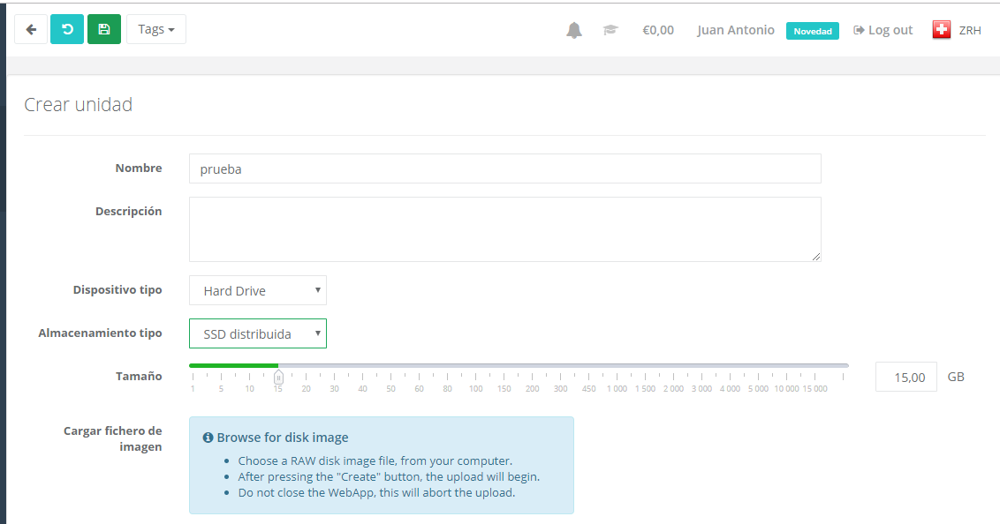 Tags
€0,00 Juan Antonio Novedad Log out ZRH
Crear unidad
Nombre
prueba
Descripción
Dispositivo tipo
Hard Drive
Almacenamiento tipo
SSD distribuida
Tamaño
1 5 10 15 20 30 40 50 60 80 100 150 200 300 450 1 000 1 500 2 000 3 000 4 000 5 000 10 000 15 000
15,00 GB
Cargar fichero de
imagen
Browse for disk image
• Choose a RAW disk image file, from your computer.
• After pressing the "Create" button, the upload will begin.
• Do not close the WebApp, this will abort the upload.